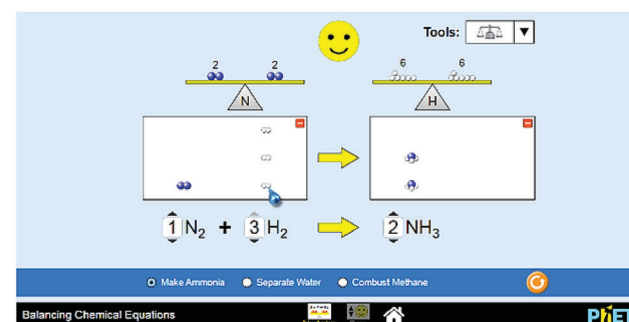 Tools:
2 2 6 6
N H
1 N₂ + 3 H₂ 2 NH₃
Make Ammonia Separate Water Combust Methane
Balancing Chemical Equations PhET